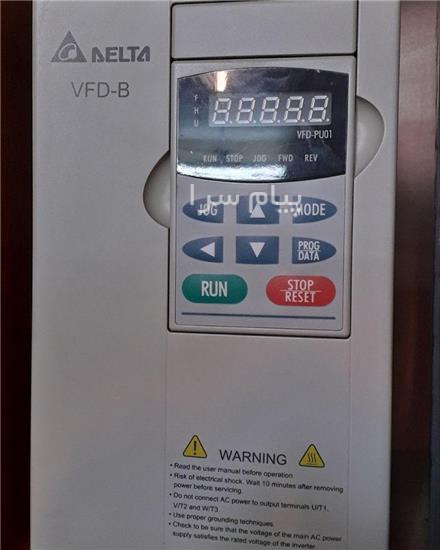 DELTA
VFD-B
F
H
U
8.8.8.8.8.
VFD-PU01
RUN STOP JOG FWD REV
پیام سرا
JOG MODE
PROG
DATA
RUN
STOP
RESET
WARNING
• Read the user manual before operation.
• Risk of electrical shock. Wait 10 minutes after removing
power before servicing.
• Do not connect AC power to output terminals U/T1,
V/T2 and W/T3.
• Use proper grounding techniques.
• Check to be sure that the voltage of the main AC power
supply satisfies the rated voltage of the inverter.